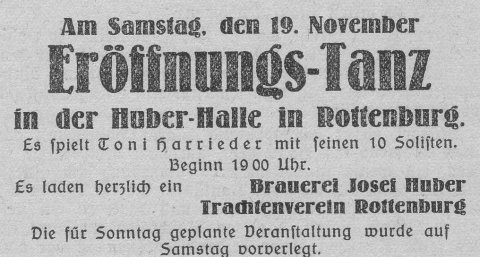 Am Samstag, den 19. November
Eröffnungs-Tanz
in der Huber-Halle in Rottenburg.
Es spielt Toni Harrieder mit seinen 10 Solisten.
Beginn 19 00 Uhr.
Es laden herzlich ein Brauerei Josef Huber
Trachtenverein Rottenburg
Die für Sonntag geplante Veranstaltung wurde auf
Samstag vorverlegt.